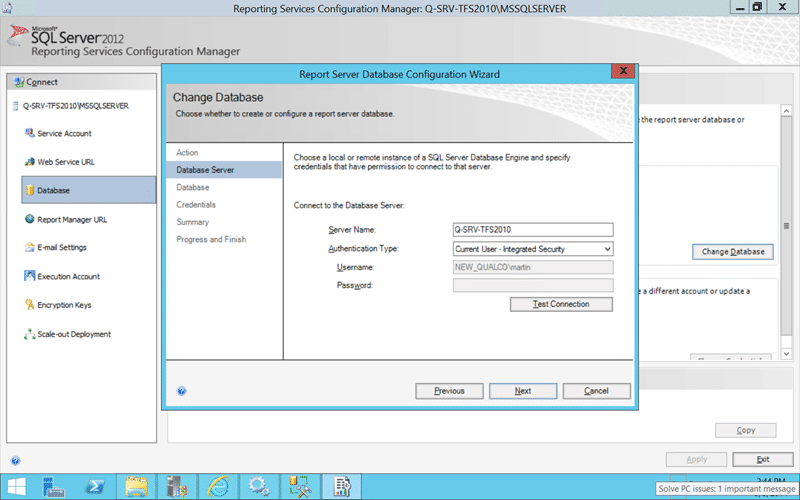 Reporting Services Configuration Manager: Q-SRV-TFS2010\MSSQLSERVER
Microsoft
SQL Server 2012
Reporting Services Configuration Manager
Connect
Q-SRV-TFS2010\MSSQLSERVER
Service Account
Web Service URL
Database
Report Manager URL
E-mail Settings
Execution Account
Encryption Keys
Scale-out Deployment
Report Server Database Configuration Wizard
X
Change Database
Choose whether to create or configure a report server database.
Action
Database Server
Database
Credentials
Summary
Progress and Finish
Choose a local or remote instance of a SQL Server Database Engine and specify
credentials that have permission to connect to that server.
Connect to the Database Server:
Server Name: Q-SRV-TFS2010
Authentication Type: Current User - Integrated Security
Username: NEW_QUALCO\martin
Password:
Test Connection
Previous
Next
Cancel
the report server database or
Change Database
e a different account or update a
Copy
Apply
Exit
Solve PC issues: 1 important message